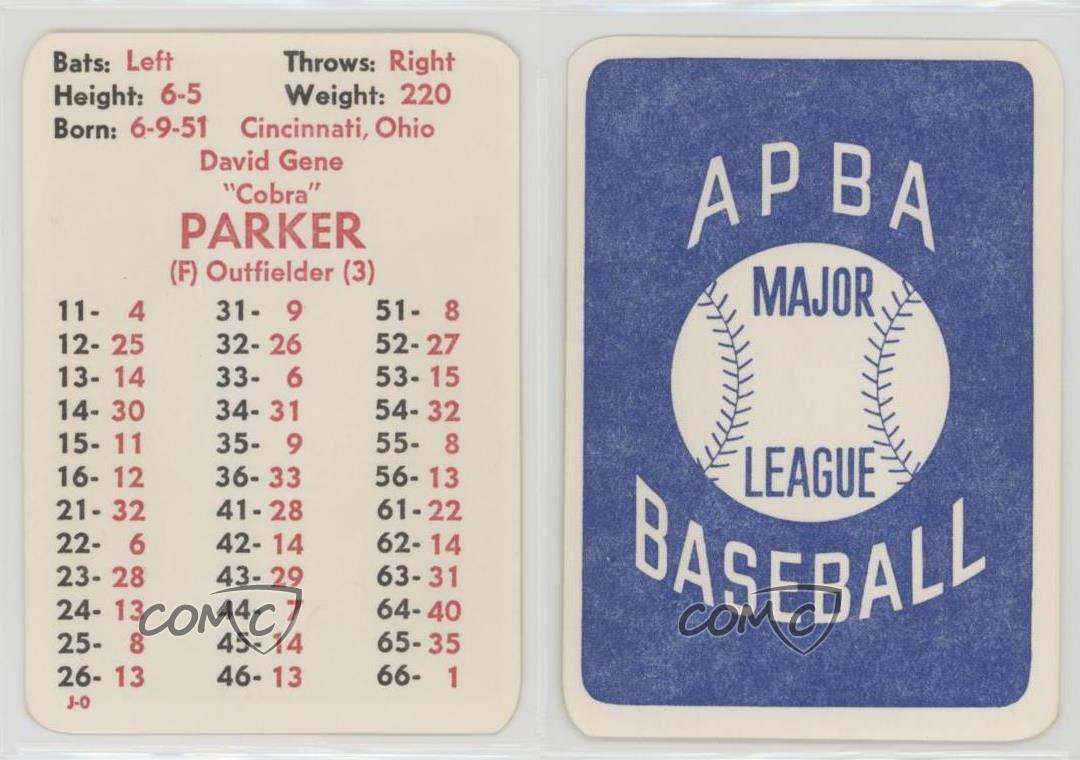 Bats: Left Throws: Right
Height: 6-5 Weight: 220
Born: 6-9-51 Cincinnati, Ohio
David Gene
"Cobra"
PARKER
(F) Outfielder (3)
11- 4 31- 9 51- 8
12- 25 32- 26 52- 27
13- 14 33- 6 53- 15
14- 30 34- 31 54- 32
15- 11 35- 9 55- 8
16- 12 36- 33 56- 13
21- 32 41- 28 61- 22
22- 6 42- 14 62- 14
23- 28 43- 29 63- 31
24- 13 44- 7 64- 40
25- 8 45- 14 65- 35
26- 13 46- 13 66- 1
J-0
COMC
APBA
MAJOR
LEAGUE
BASEBALL
COMC